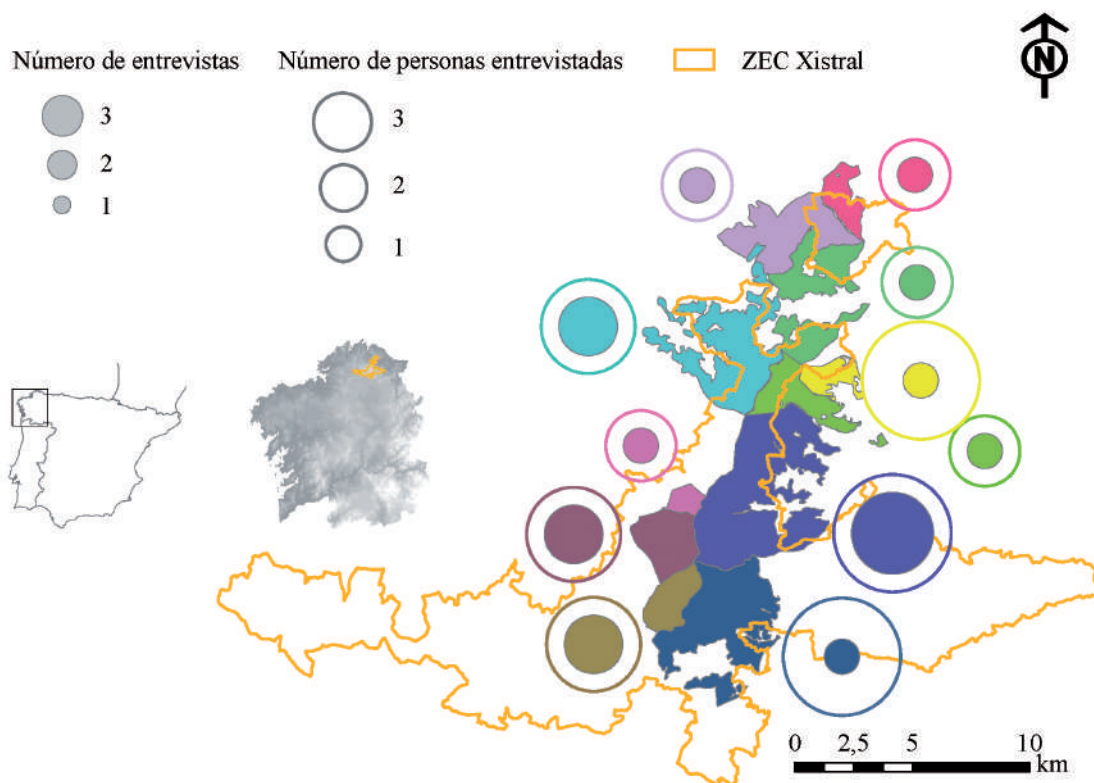 Número de entrevistas
3
2
1
Número de personas entrevistadas
3
2
1
ZEC Xistral
N
0 2,5 5 10
km